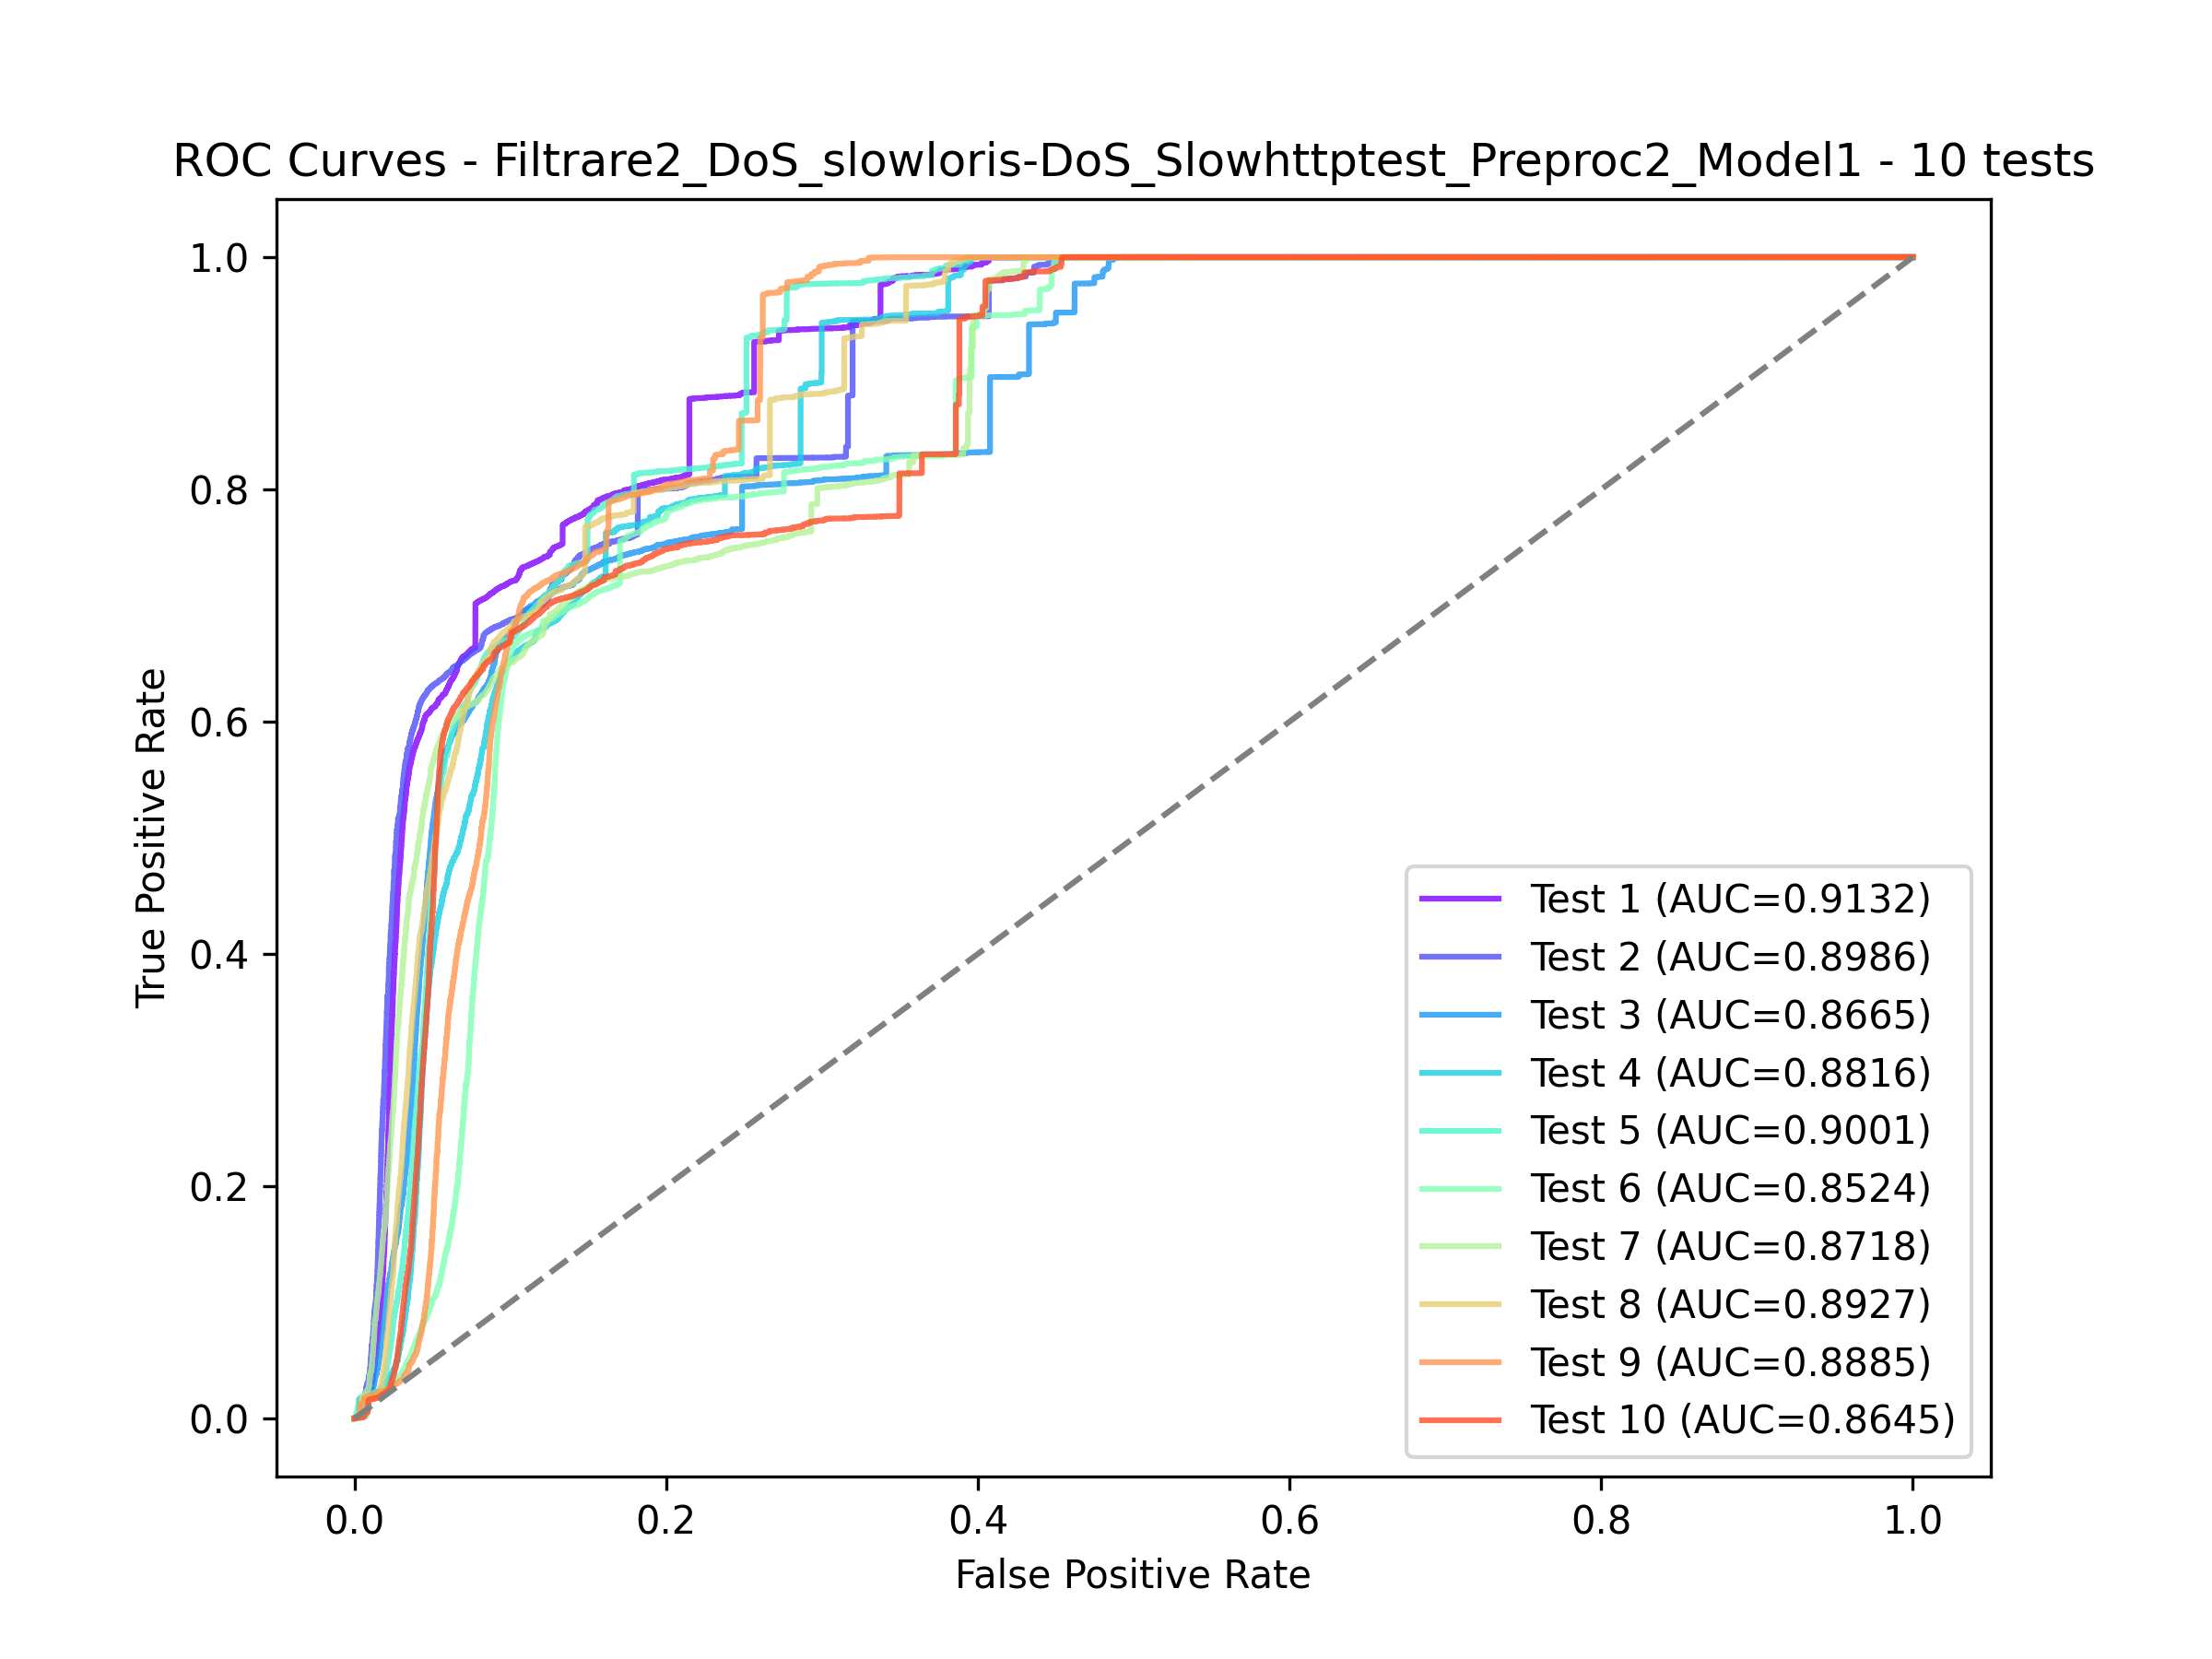 ROC Curves - Filtrare2_DoS_slowloris-DoS_Slowhttptest_Preproc2_Model1 - 10 tests
1.0
0.8
0.6
0.4
0.2
0.0
True Positive Rate
Test 1 (AUC=0.9132)
Test 2 (AUC=0.8986)
Test 3 (AUC=0.8665)
Test 4 (AUC=0.8816)
Test 5 (AUC=0.9001)
Test 6 (AUC=0.8524)
Test 7 (AUC=0.8718)
Test 8 (AUC=0.8927)
Test 9 (AUC=0.8885)
Test 10 (AUC=0.8645)
0.0 0.2 0.4 0.6 0.8 1.0
False Positive Rate